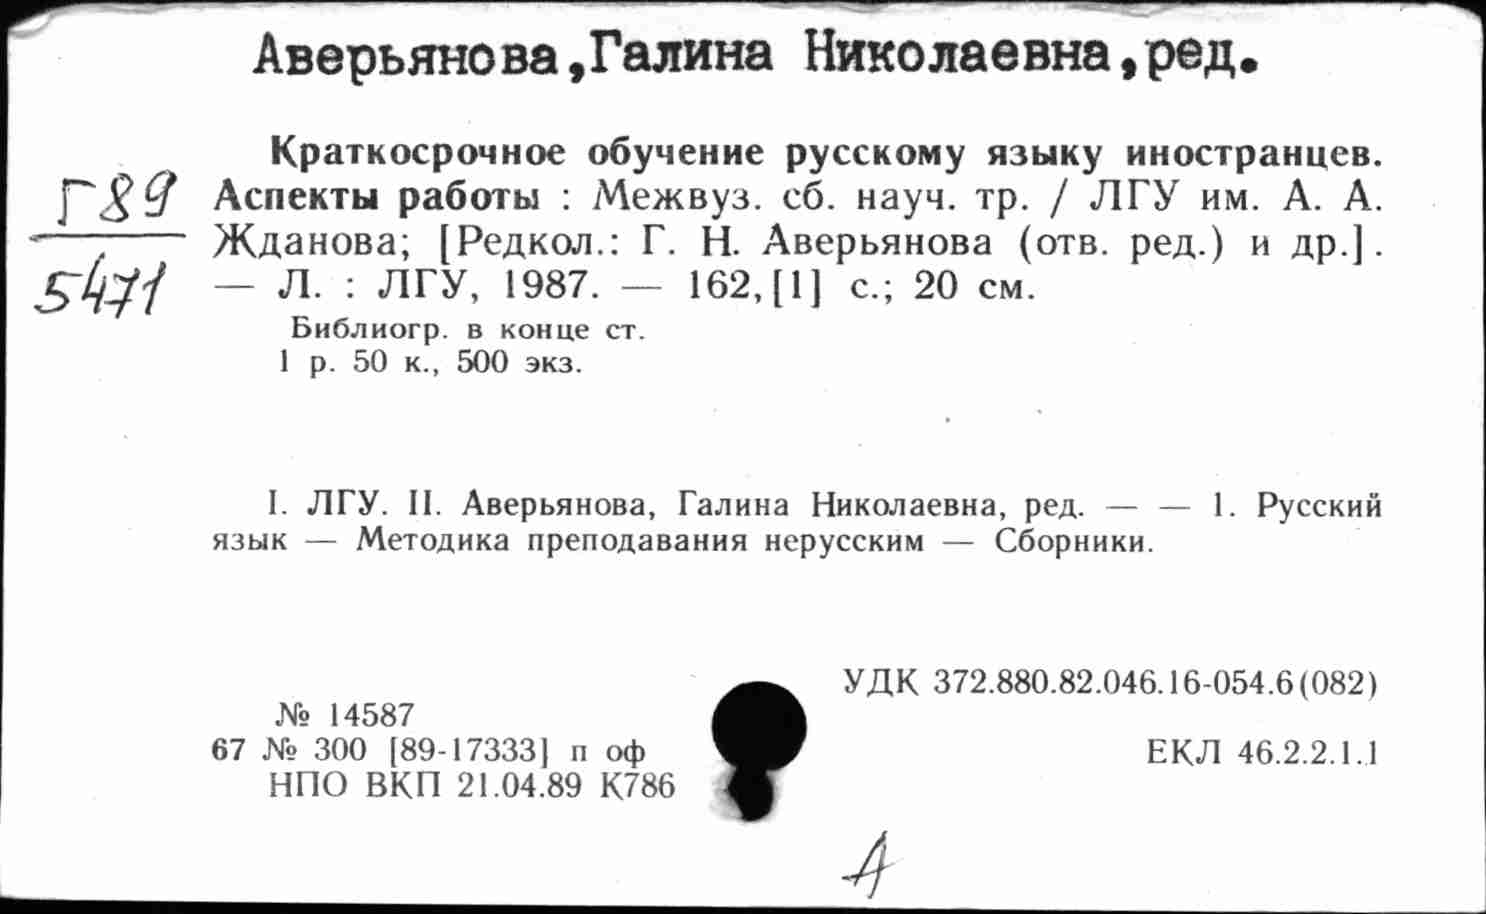 Аверьянова,Галина Николаевна,ред.
Краткосрочное обучение русскому языку иностранцев.
Г89
Аспекты работы : Межвуз. сб. науч. тр. / ЛГУ им. А. А.
Жданова; [Редкол.: Г. Н. Аверьянова (отв. ред.) и др.].
5471
— Л. : ЛГУ, 1987. — 162,[1] с.; 20 см.
Библиогр. в конце ст.
1 р. 50 к., 500 экз.
I. ЛГУ. II. Аверьянова, Галина Николаевна, ред. — — 1. Русский
язык — Методика преподавания нерусским — Сборники.
УДК 372.880.82.046.16-054.6(082)
№ 14587
67 № 300 [89-17333] п оф
ЕКЛ 46.2.2.1.1
НПО ВКП 21.04.89 К786
А